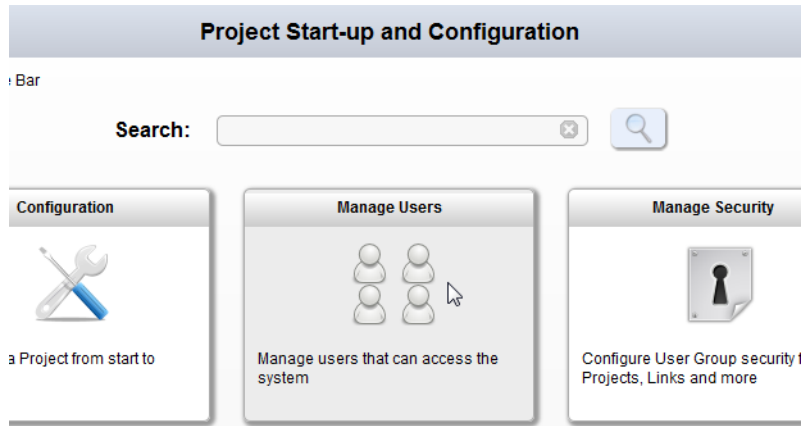 Project Start-up and Configuration
Bar
Search:
Configuration
Manage Users
Manage Security
a Project from start to
Manage users that can access the
system
Configure User Group security
Projects, Links and more